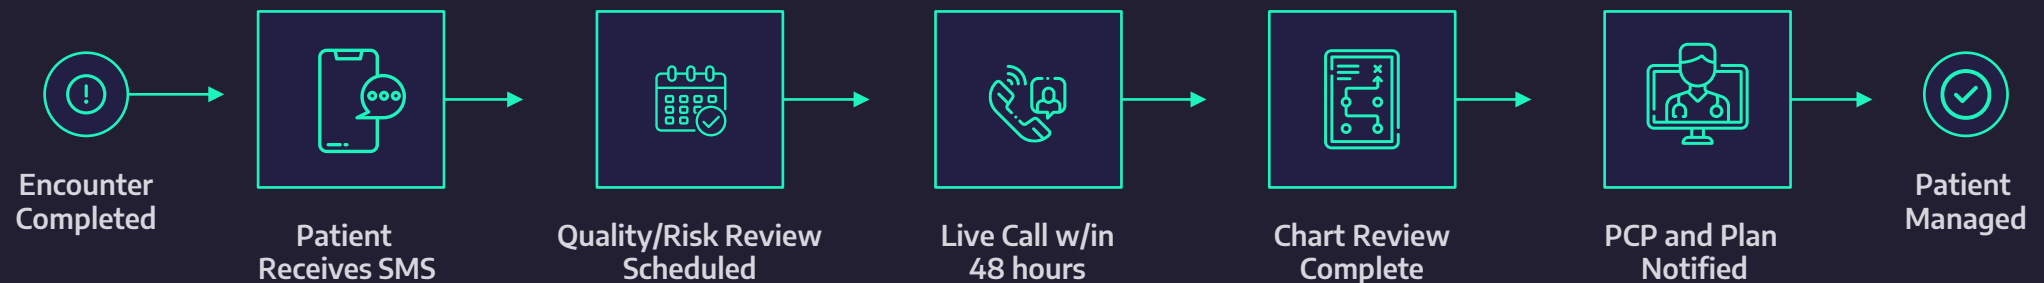 Encounter
Completed
Patient
Receives SMS
Quality/Risk Review
Scheduled
Live Call w/in
48 hours
Chart Review
Complete
PCP and Plan
Notified
Patient
Managed